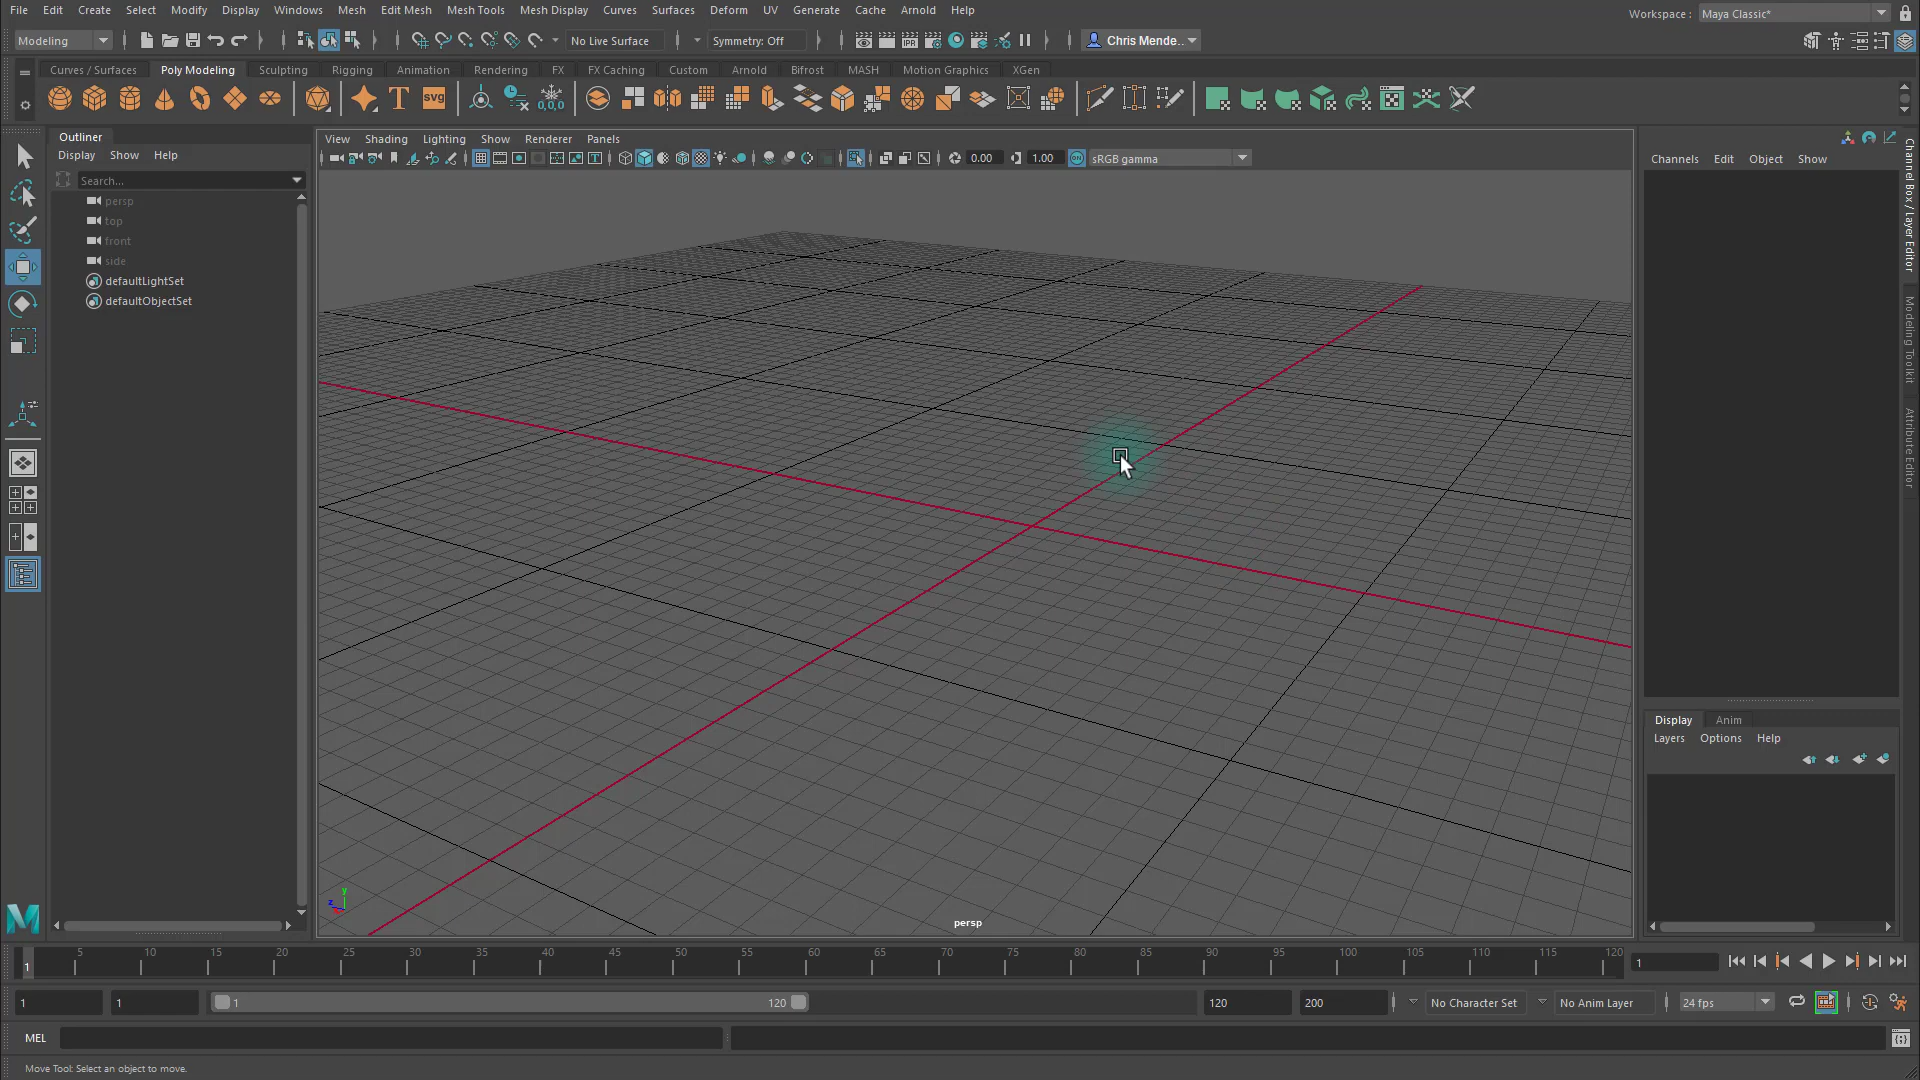 File Edit Create Select Modify Display Windows Mesh Edit Mesh Mesh Tools Mesh Display Curves Surfaces Deform UV Generate Cache Arnold Help
Workspace : Maya Classic*
Modeling
No Live Surface
Symmetry: Off
Chris Mende..
Curves / Surfaces Poly Modeling Sculpting Rigging Animation Rendering FX FX Caching Custom Arnold Bifrost MASH Motion Graphics XGen
T
svg
0,0,0
IPR
Outliner
Display Show Help
Search...
persp
top
front
side
defaultLightSet
defaultObjectSet
View Shading Lighting Show Renderer Panels
0.00
1.00
ON
sRGB gamma
y
z
persp
Channels Edit Object Show
Channel Box / Layer Editor
Modeling Toolkit
Attribute Editor
Display Anim
Layers Options Help
1 5 10 15 20 25 30 35 40 45 50 55 60 65 70 75 80 85 90 95 100 105 110 115 120
1
1
1
1
120
120
200
No Character Set
No Anim Layer
24 fps
MEL
Move Tool: Select an object to move.